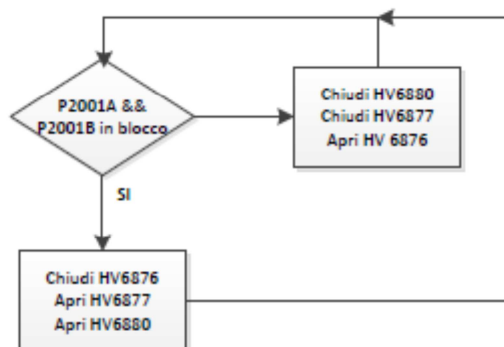 P2001A &&
P2001B in blocco
Chiudi HV6880
Chiudi HV6877
Apri HV 6876
SI
Chiudi HV6876
Apri HV6877
Apri HV6880